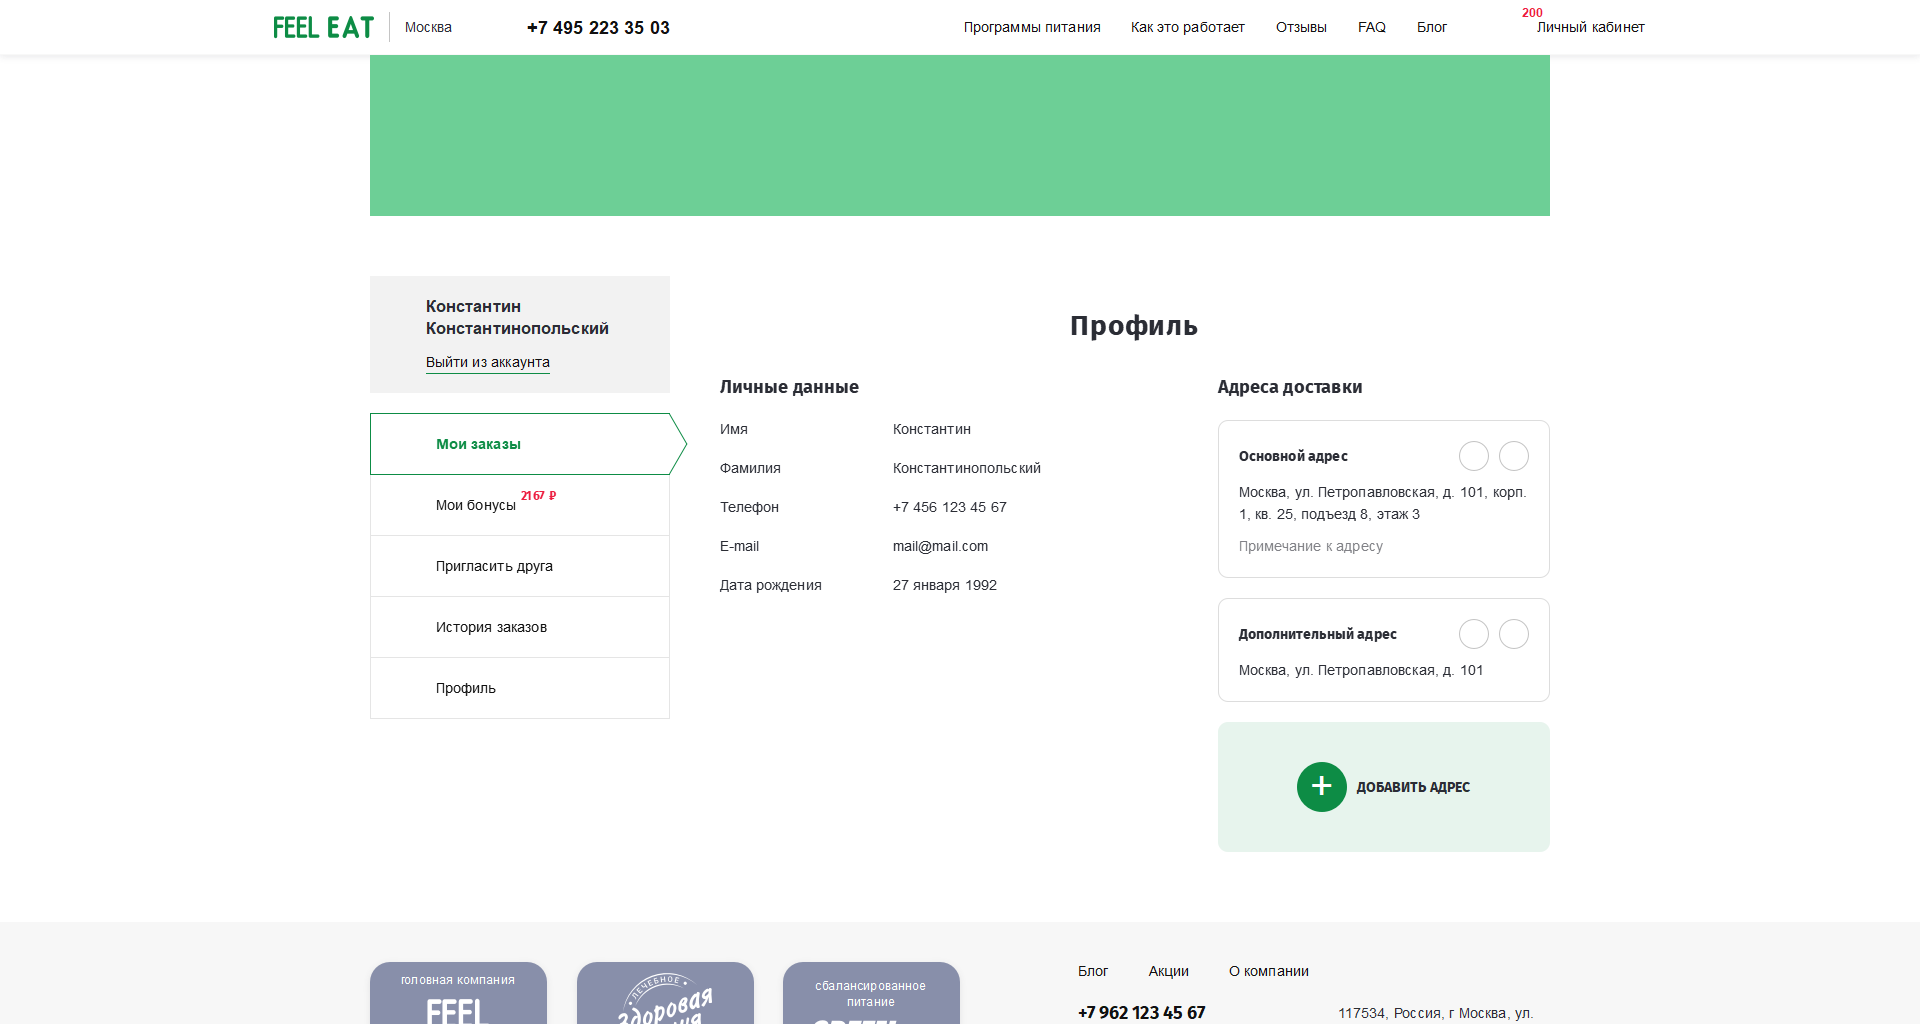 FEEL EAT
Москва
+7 495 223 35 03
Программы питания
Как это работает
Отзывы
FAQ
Блог
200
Личный кабинет
Константин
Константинопольский
Выйти из аккаунта
Мои заказы
Мои бонусы 2167 ₽
Пригласить друга
История заказов
Профиль
Профиль
Личные данные
Имя Константин
Фамилия Константинопольский
Телефон +7 456 123 45 67
E-mail mail@mail.com
Дата рождения 27 января 1992
Адреса доставки
Основной адрес
Москва, ул. Петропавловская, д. 101, корп.
1, кв. 25, подъезд 8, этаж 3
Примечание к адресу
Дополнительный адрес
Москва, ул. Петропавловская, д. 101
+ ДОБАВИТЬ АДРЕС
головная компания
FEEL
ЛЕЧЕБНОЕ
Здоровая
сбалансированное
питание
Блог
Акции
О компании
+7 962 123 45 67
117534, Россия, г Москва, ул.